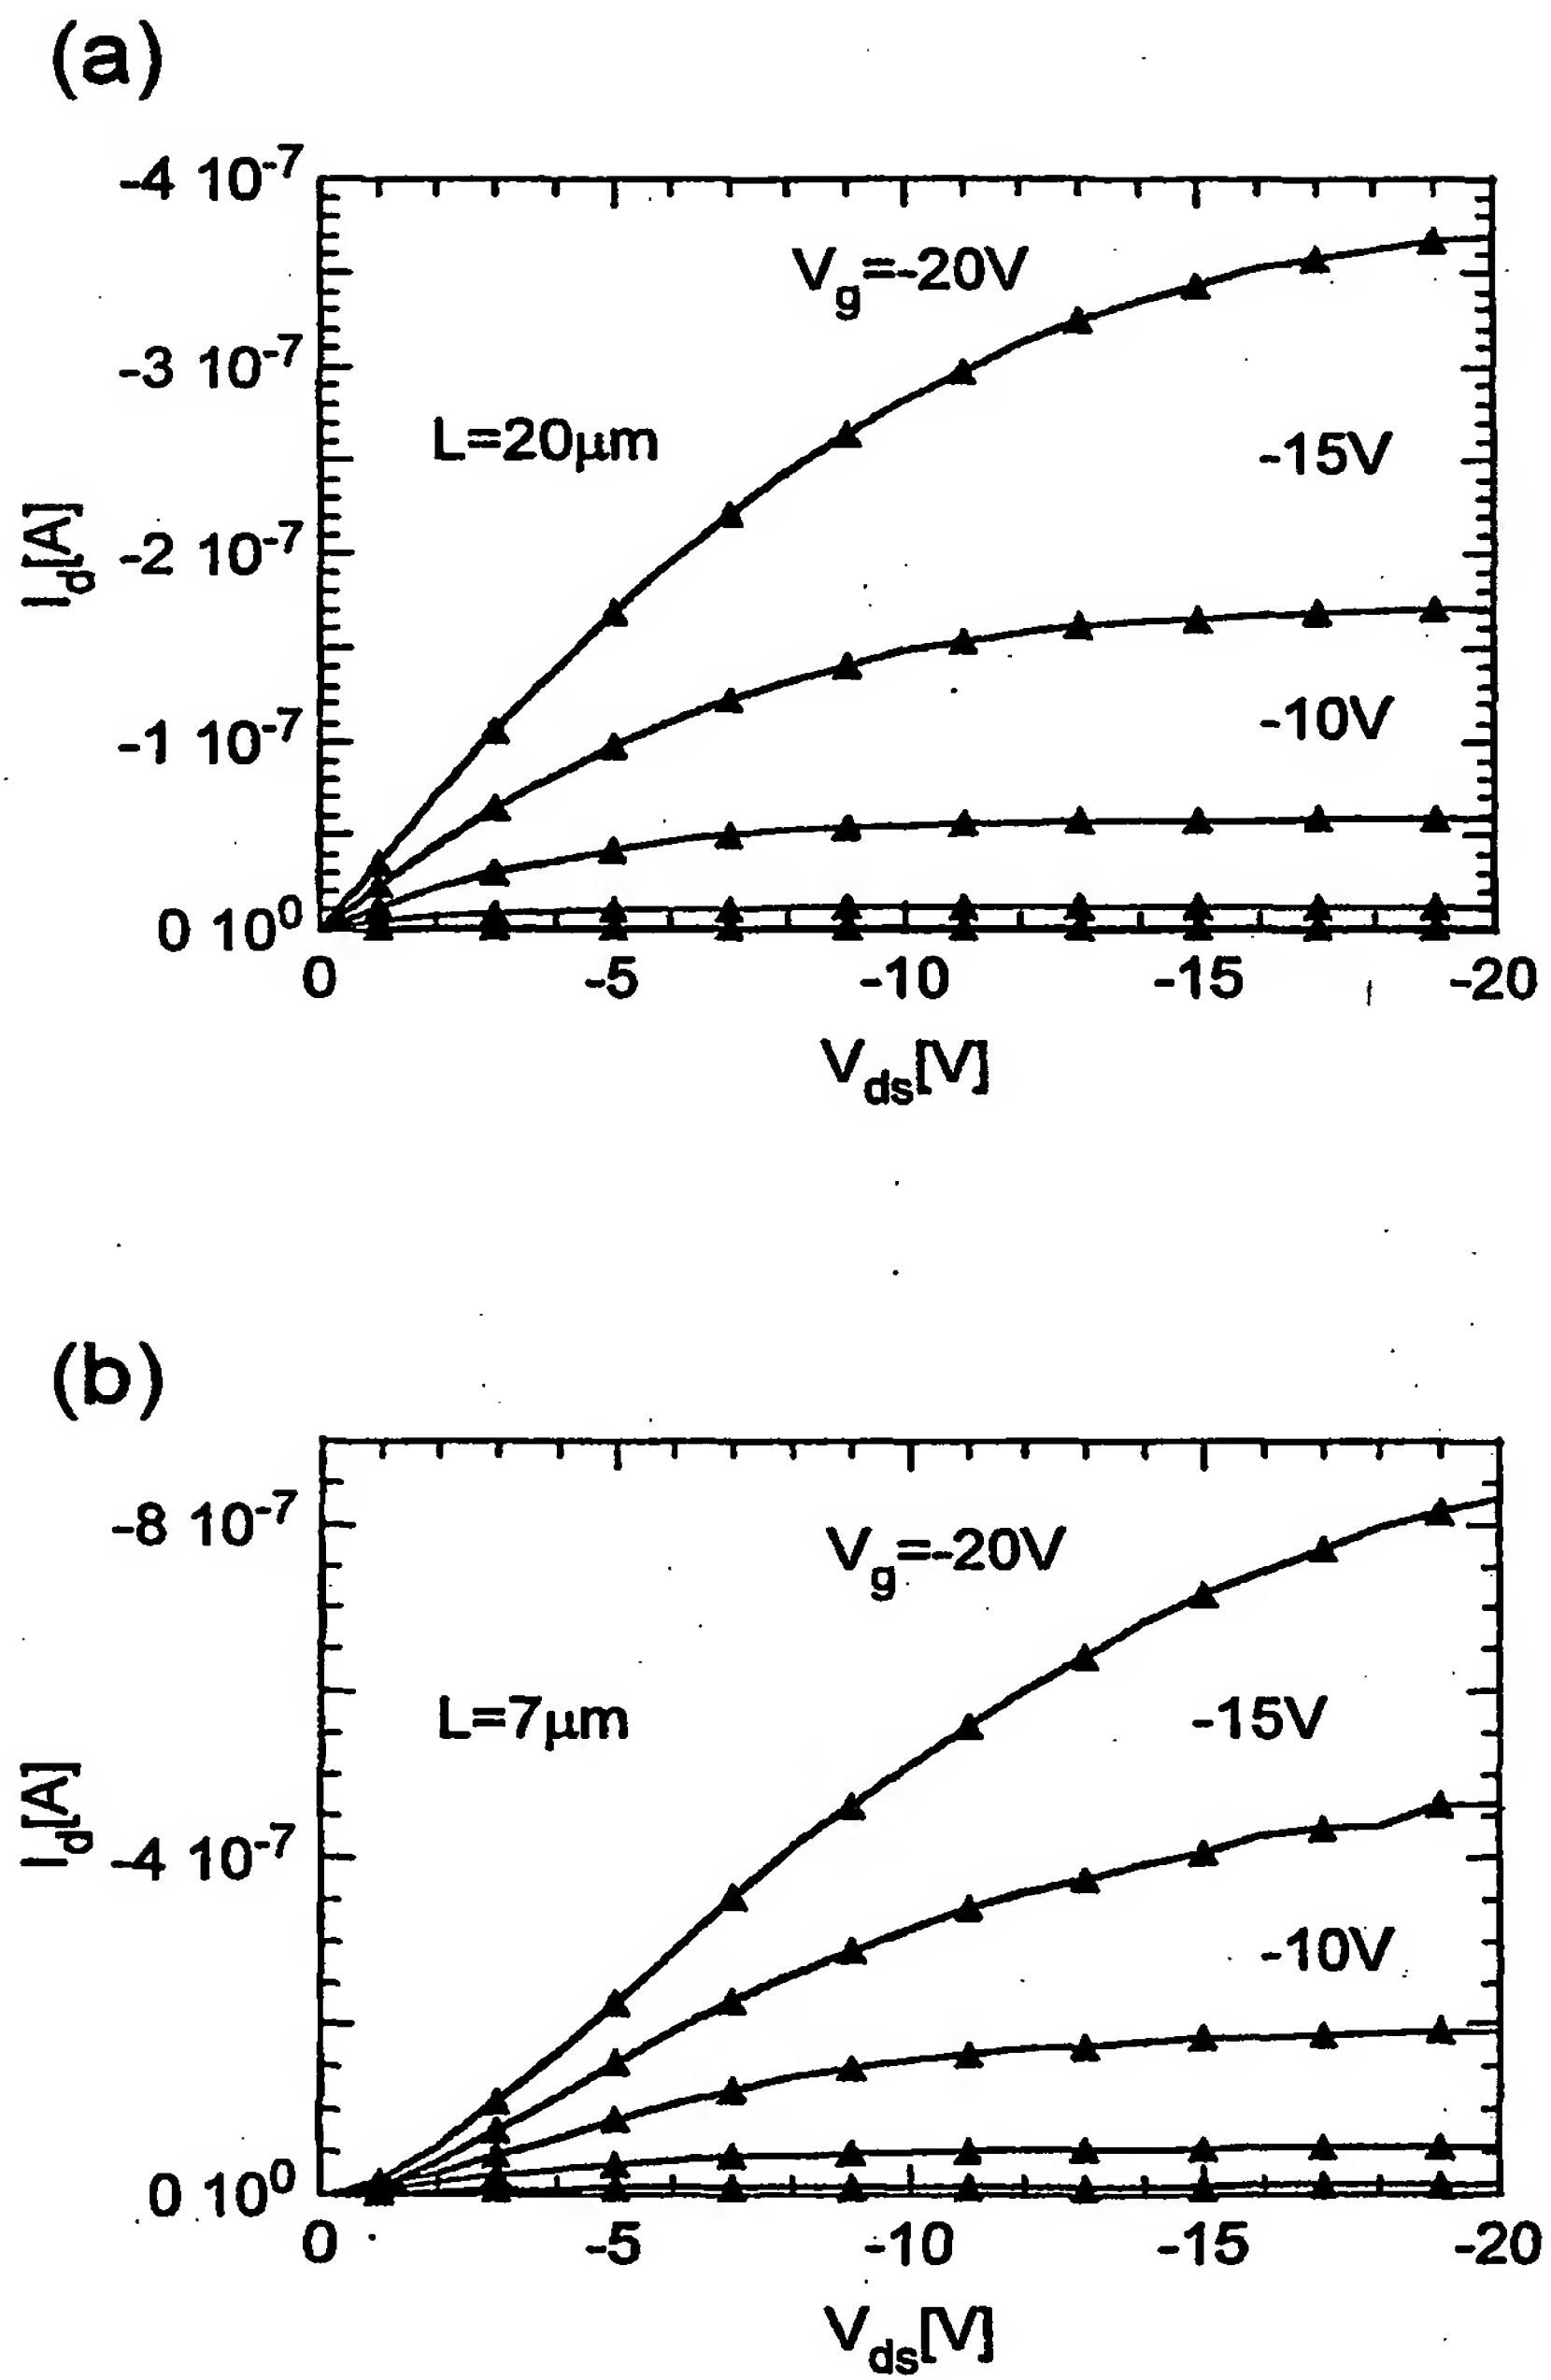 (a)
-4 10-7
Vg=-20V
-3 10-7
L=20μm
-15V
Id[A]
-2 10-7
-10V
-1 10-7
0 100
0 -5 -10 -15 -20
Vds[V]
(b)
-8 10-7
Vg=-20V
L=7μm
-15V
Id[A]
-4 10-7
-10V
0 100
0 -5 -10 -15 -20
Vds[V]